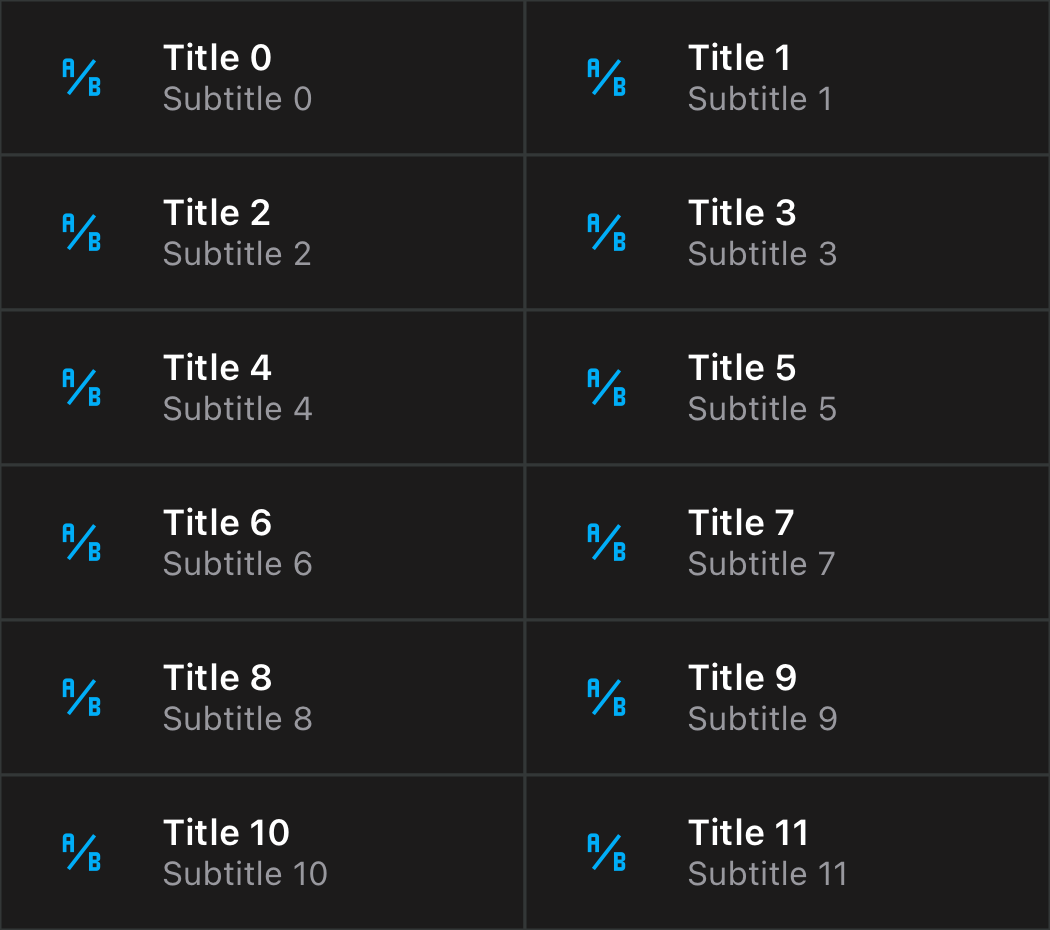 A/B
Title 0
Subtitle 0
A/B
Title 1
Subtitle 1
A/B
Title 2
Subtitle 2
A/B
Title 3
Subtitle 3
A/B
Title 4
Subtitle 4
A/B
Title 5
Subtitle 5
A/B
Title 6
Subtitle 6
A/B
Title 7
Subtitle 7
A/B
Title 8
Subtitle 8
A/B
Title 9
Subtitle 9
A/B
Title 10
Subtitle 10
A/B
Title 11
Subtitle 11